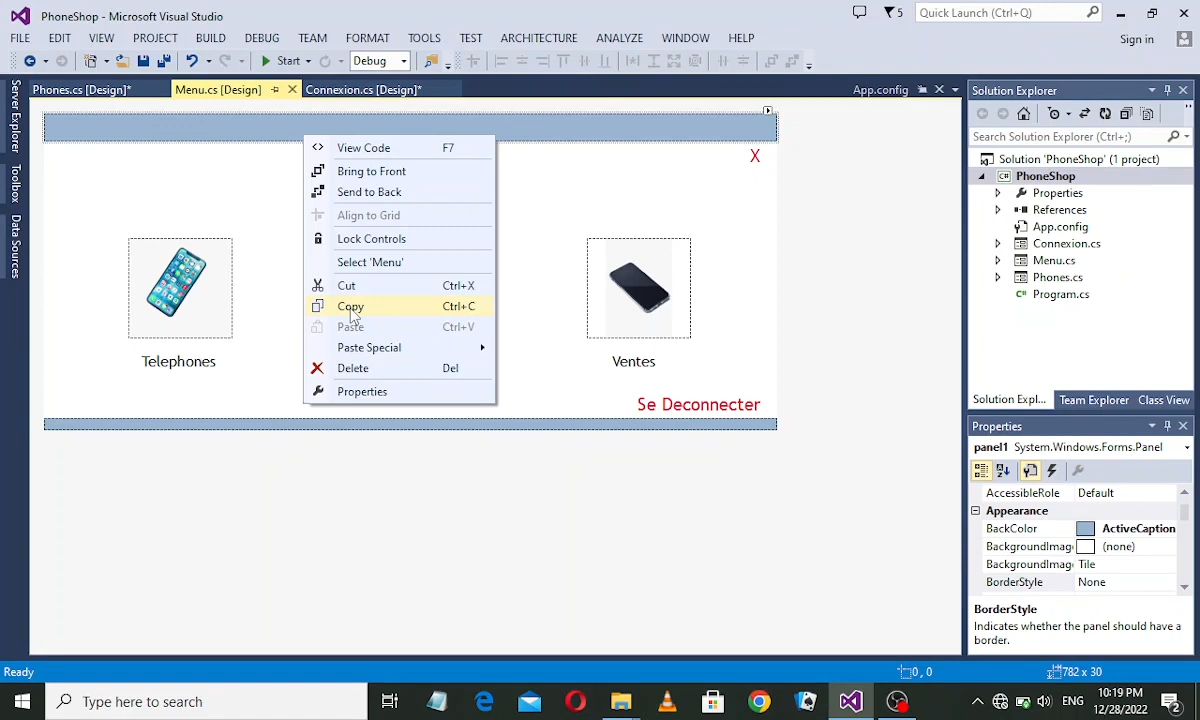 PhoneShop - Microsoft Visual Studio
5
Quick Launch (Ctrl+Q)
FILE EDIT VIEW PROJECT BUILD DEBUG TEAM FORMAT TOOLS TEST ARCHITECTURE ANALYZE WINDOW HELP
Sign in
Start
Debug
Phones.cs [Design]*
Menu.cs [Design]
Connexion.cs [Design]*
App.config
Server Explorer
Toolbox
Data Sources
X
Telephones
Ventes
Se Deconnecter
View Code F7
Bring to Front
Send to Back
Align to Grid
Lock Controls
Select 'Menu'
Cut Ctrl+X
Copy Ctrl+C
Paste Ctrl+V
Paste Special
Delete Del
Properties
Solution Explorer
Search Solution Explorer (Ctrl+;)
Solution 'PhoneShop' (1 project)
C# PhoneShop
Properties
References
App.config
Connexion.cs
Menu.cs
Phones.cs
C# Program.cs
Solution Expl... Team Explorer Class View
Properties
panel1 System.Windows.Forms.Panel
AccessibleRole Default
Appearance
BackColor ActiveCaption
BackgroundImag (none)
BackgroundImag Tile
BorderStyle None
BorderStyle
Indicates whether the panel should have a
border.
Ready
0, 0
782 x 30
Type here to search
ENG
10:19 PM
12/28/2022
2